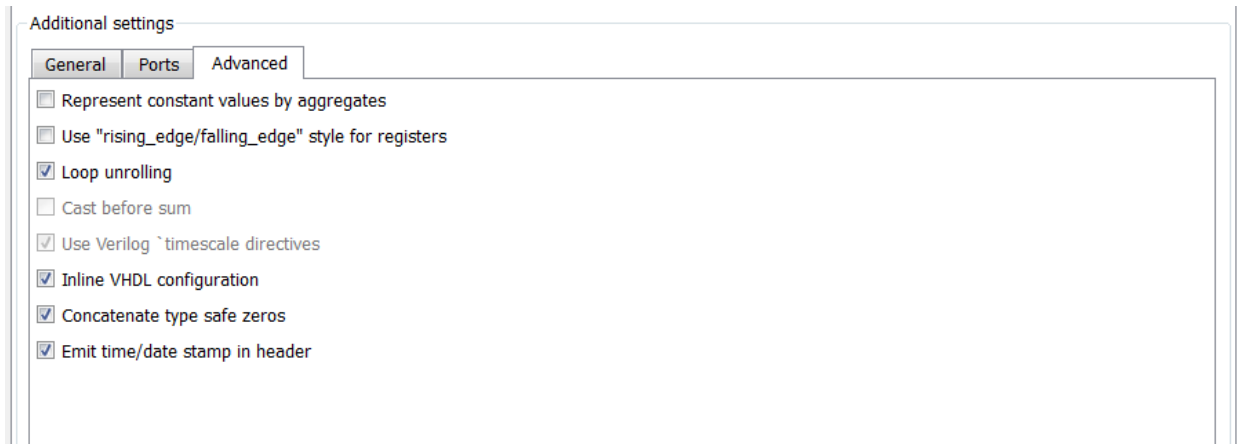 Additional settings
General Ports Advanced
Represent constant values by aggregates
Use "rising_edge/falling_edge" style for registers
Loop unrolling
Cast before sum
Use Verilog `timescale directives
Inline VHDL configuration
Concatenate type safe zeros
Emit time/date stamp in header